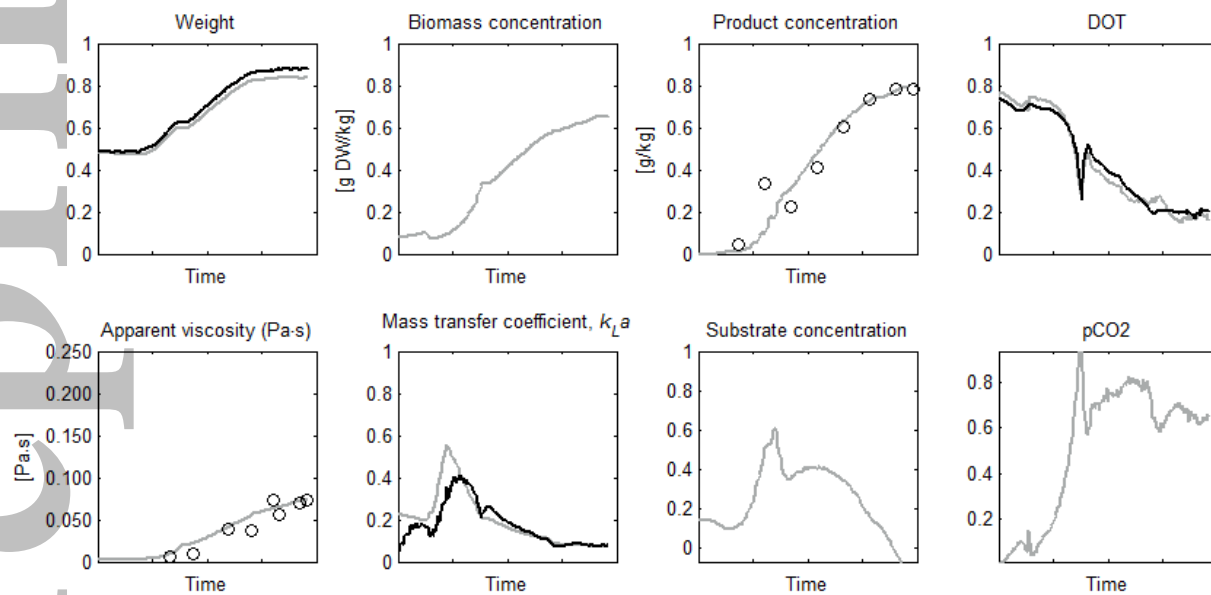 Weight
Biomass concentration
Product concentration
DOT
1
0.8
0.6
0.4
0.2
0
Time
[g DW/kg]
1
0.8
0.6
0.4
0.2
0
Time
[g/kg]
1
0.8
0.6
0.4
0.2
0
Time
1
0.8
0.6
0.4
0.2
0
Time
Apparent viscosity (Pa·s)
Mass transfer coefficient, kLa
Substrate concentration
pCO2
[Pa.s]
0.250
0.200
0.150
0.100
0.050
0
Time
1
0.8
0.6
0.4
0.2
0
Time
1
0.8
0.6
0.4
0.2
0
Time
0.8
0.6
0.4
0.2
Time